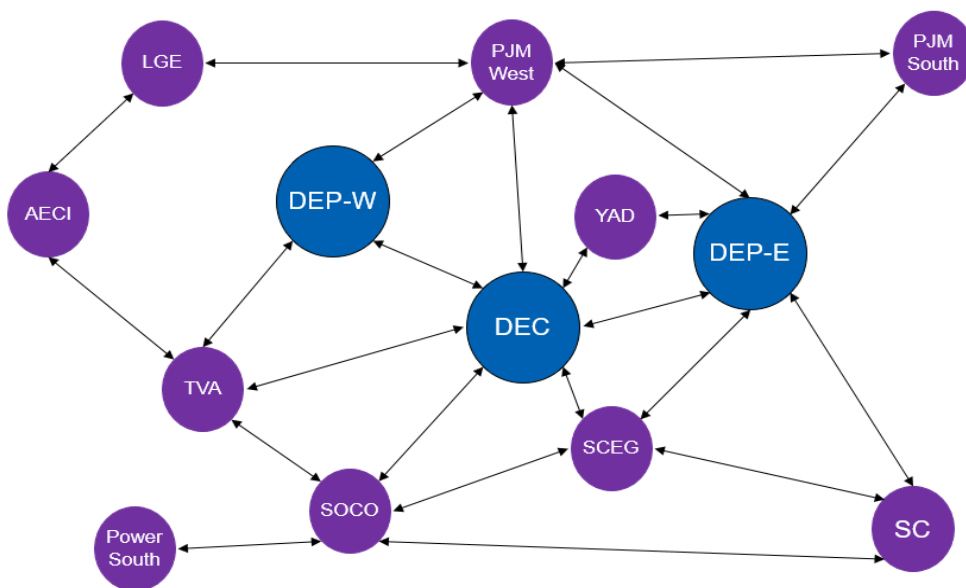 LGE
PJM
West
PJM
South
AECI
DEP-W
YAD
DEP-E
DEC
TVA
SCEG
SOCO
SC
Power
South